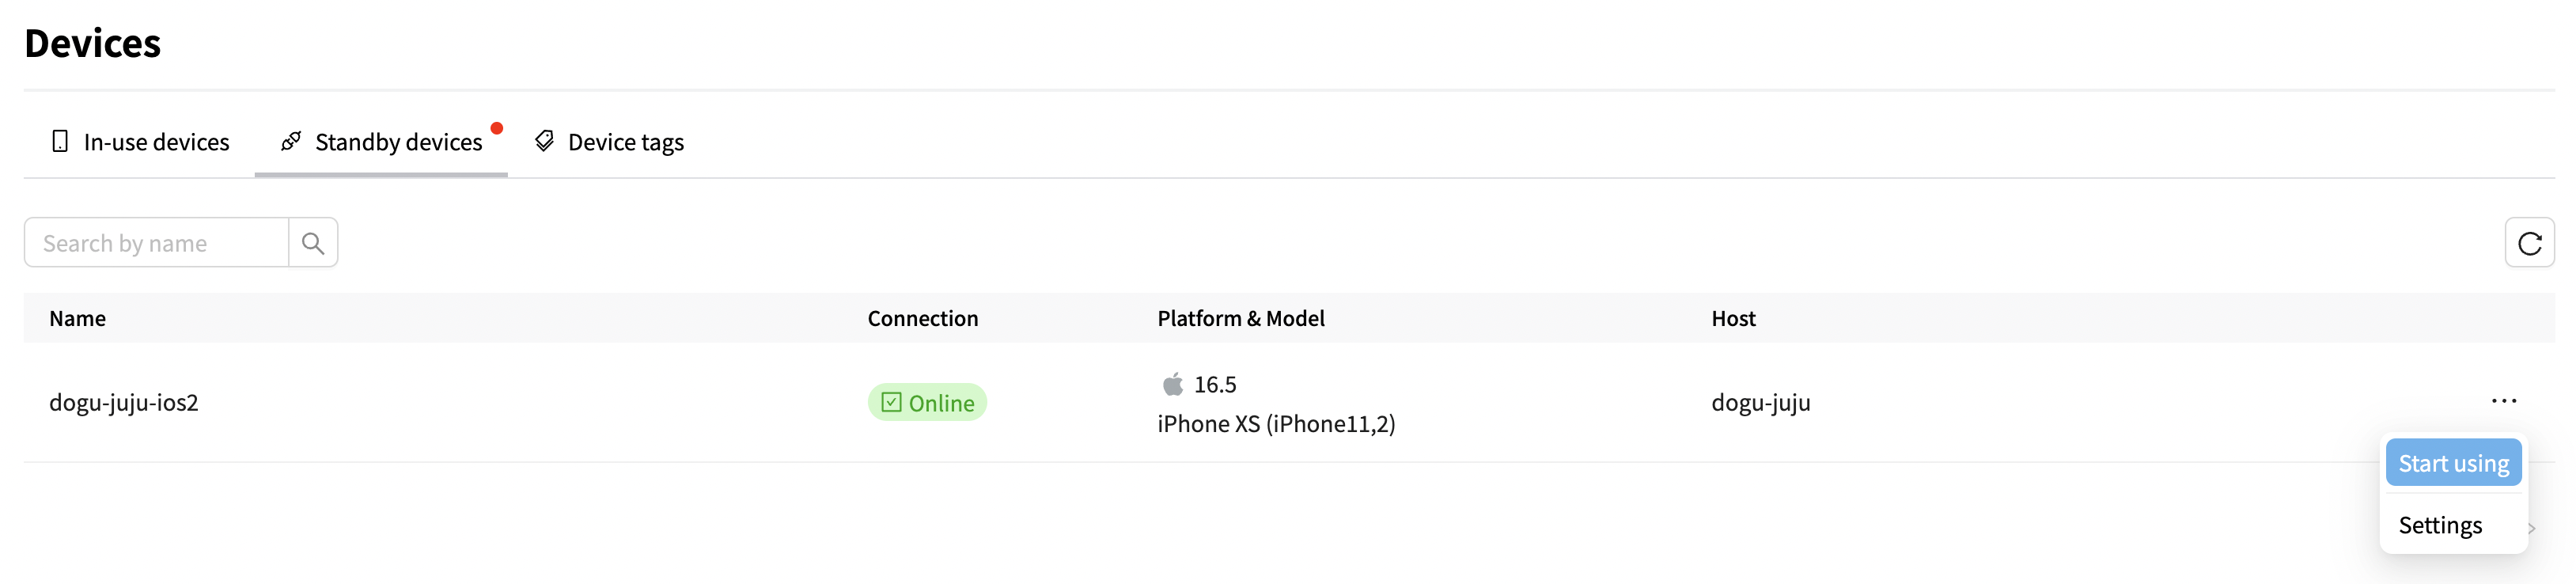 Devices
In-use devices Standby devices Device tags
Search by name
Name Connection Platform & Model Host
dogu-juju-ios2 Online 16.5 dogu-juju
iPhone XS (iPhone11,2)
Start using
Settings